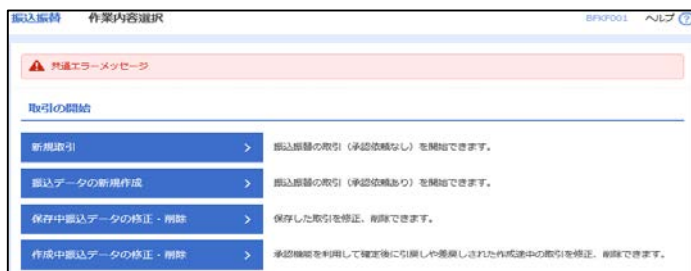 振込振替 作業内容選択 BFKF001 ヘルプ ?
共通エラーメッセージ
取引の開始
新規取引 > 振込振替の取引（承認依頼なし）を開始できます。
振込データの新規作成 > 振込振替の取引（承認依頼あり）を開始できます。
保存中振込データの修正・削除 > 保存した取引を修正、削除できます。
作成中振込データの修正・削除 > 承認機能を利用して確定後に引戻しや差戻しされた作成途中の取引を修正、削除できます。